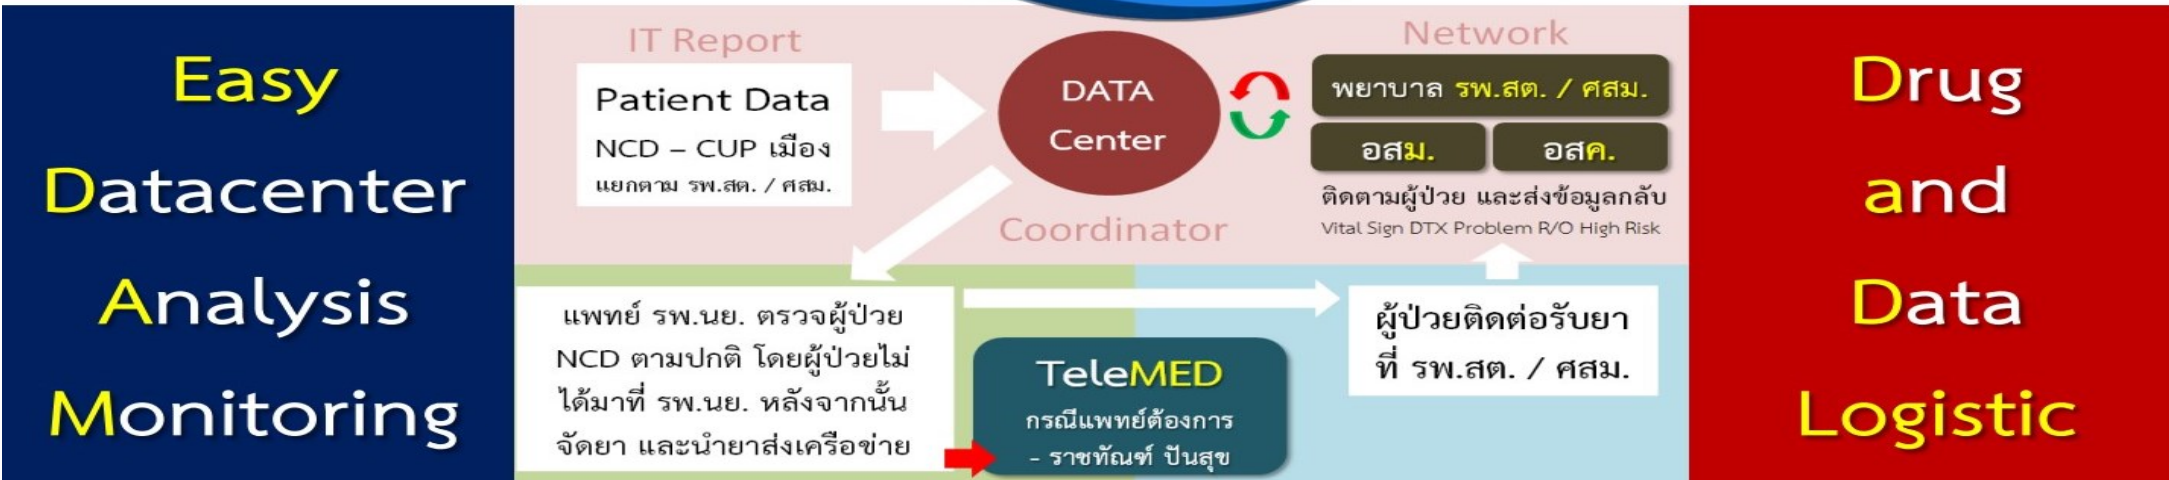 Easy
Datacenter
Analysis
Monitoring
IT Report
Patient Data
NCD – CUP เมือง
แยกตาม รพ.สต. / ศสม.
DATA
Center
Coordinator
Network
พยาบาล รพ.สต. / ศสม.
อสม.
อสค.
ติดตามผู้ป่วย และส่งข้อมูลกลับ
Vital Sign DTX Problem R/O High Risk
แพทย์ รพ.นย. ตรวจผู้ป่วย
NCD ตามปกติ โดยผู้ป่วยไม่
ได้มาที่ รพ.นย. หลังจากนั้น
จัดยา และนำยาส่งเครือข่าย
TeleMED
กรณีแพทย์ต้องการ
- ราชทัณฑ์ ปันสุข
ผู้ป่วยติดต่อรับยา
ที่ รพ.สต. / ศสม.
Drug
and
Data
Logistic